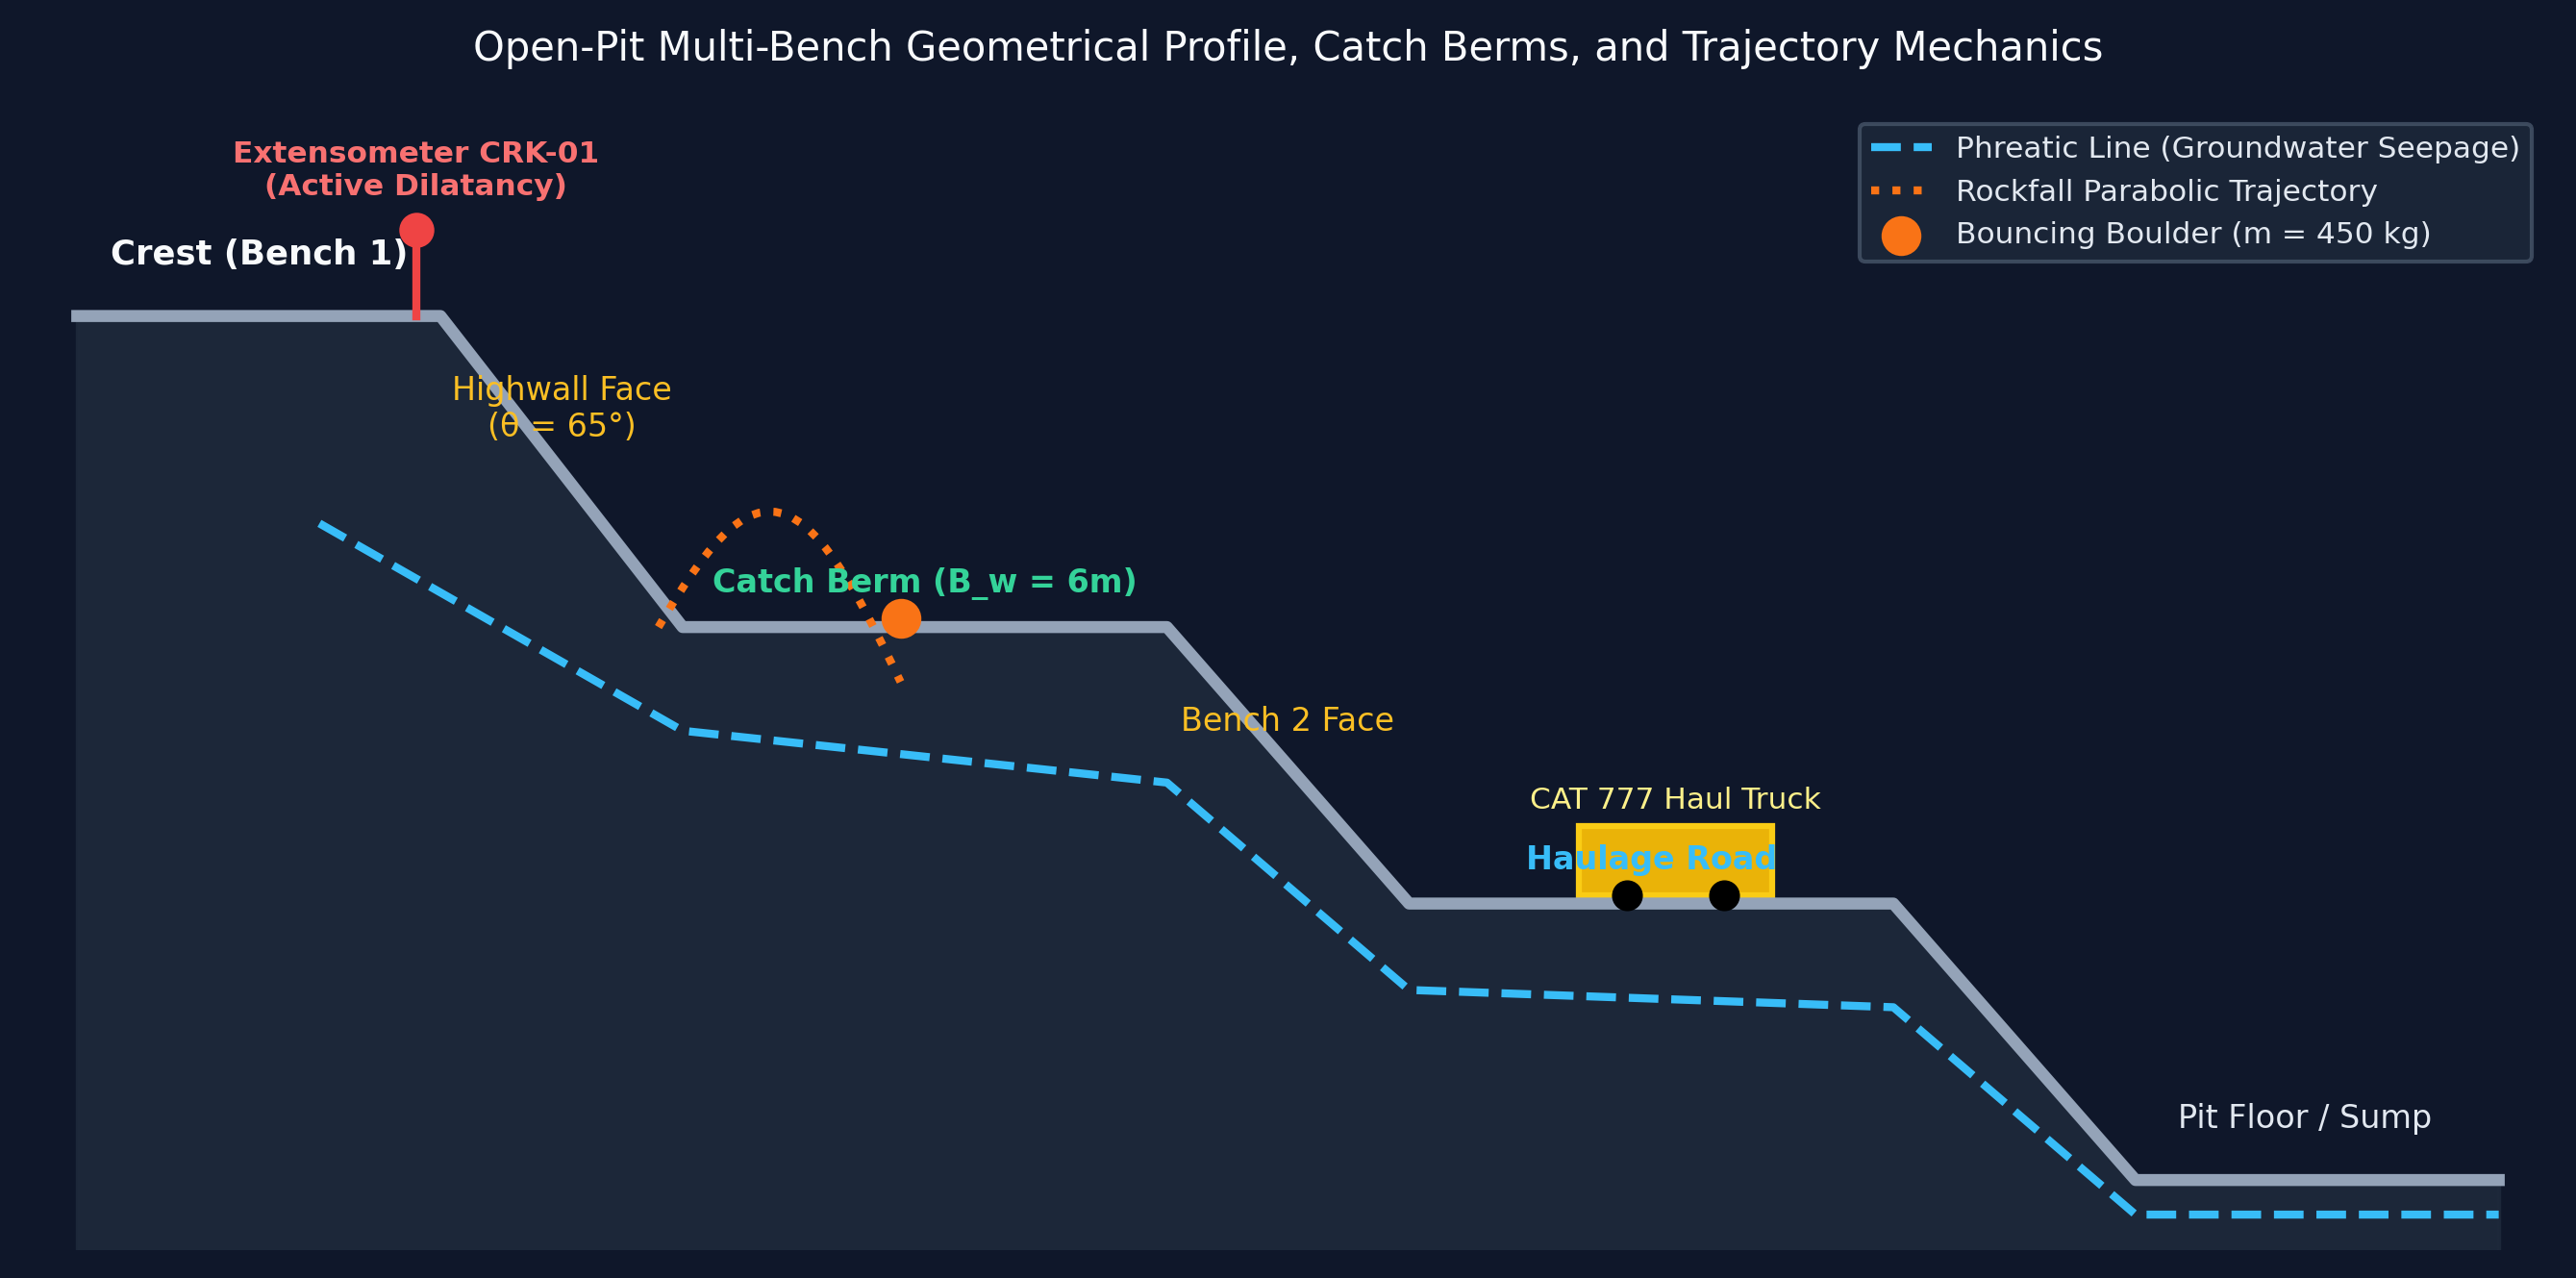 Open-Pit Multi-Bench Geometrical Profile, Catch Berms, and Trajectory Mechanics
Phreatic Line (Groundwater Seepage)
Rockfall Parabolic Trajectory
Bouncing Boulder (m = 450 kg)
Extensometer CRK-01
(Active Dilatancy)
Crest (Bench 1)
Highwall Face
(θ = 65°)
Catch Berm (B_w = 6m)
Bench 2 Face
CAT 777 Haul Truck
Haulage Road
Pit Floor / Sump